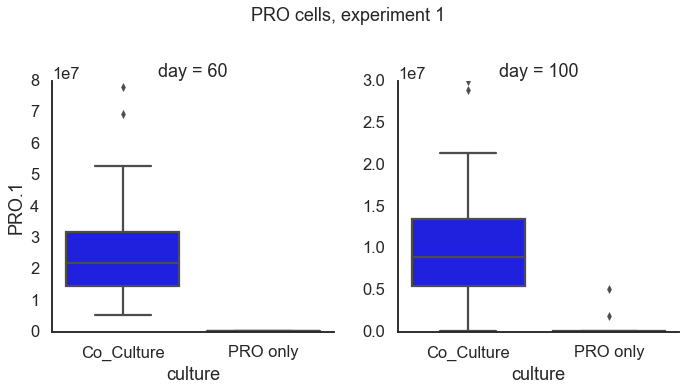 PRO cells, experiment 1
day = 60
1e7
8
7
6
5
4
3
2
1
0
PRO.1
Co_Culture
PRO only
culture
day = 100
1e7
3.0
2.5
2.0
1.5
1.0
0.5
0.0
Co_Culture
PRO only
culture